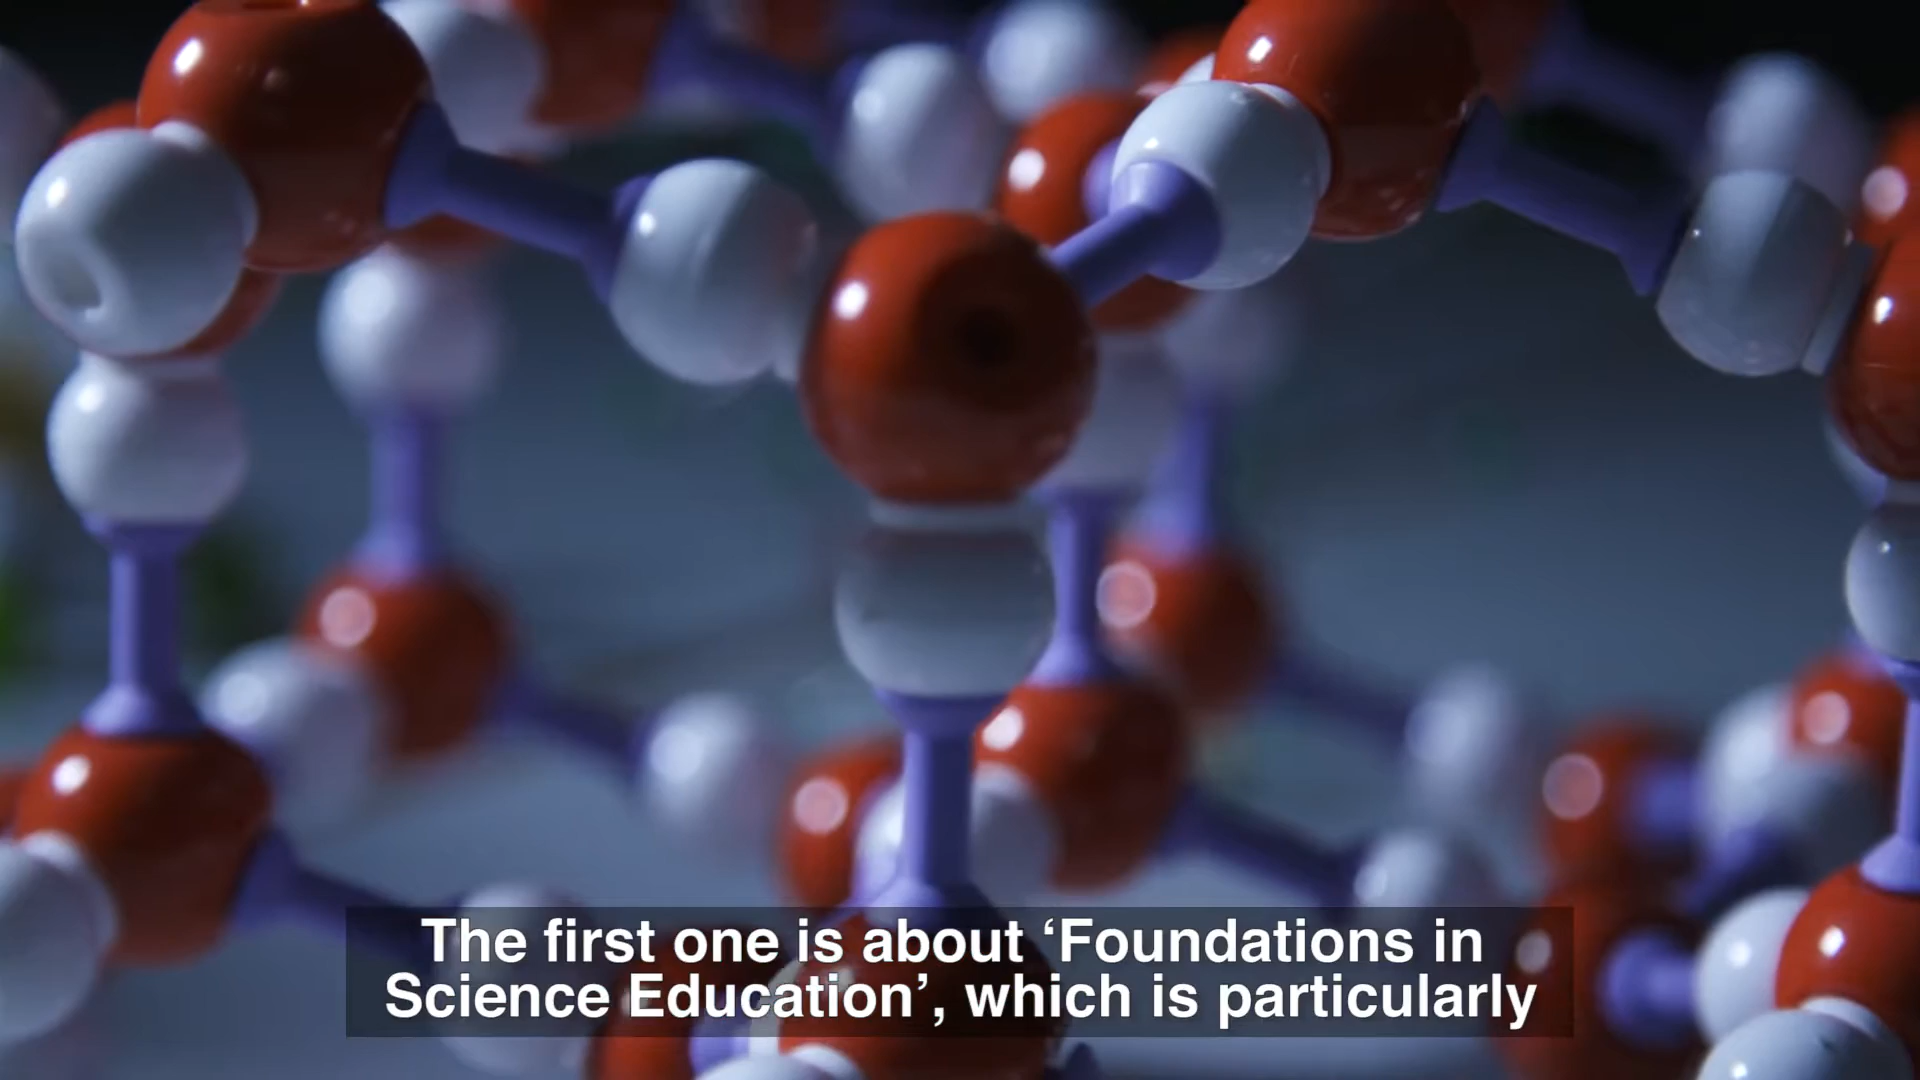 The first one is about ‘Foundations in
Science Education’, which is particularly